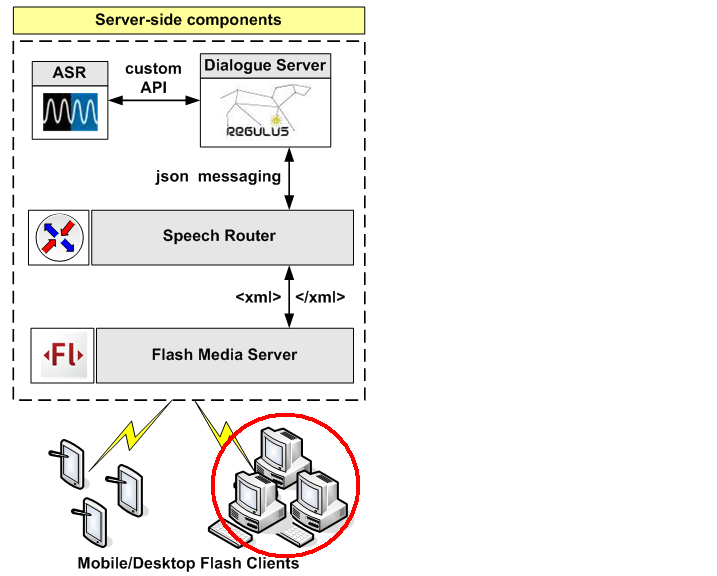 Server-side components
ASR
custom
API
Dialogue Server
REGULUS
json messaging
Speech Router
<xml> </xml>
Fl
Flash Media Server
Mobile/Desktop Flash Clients